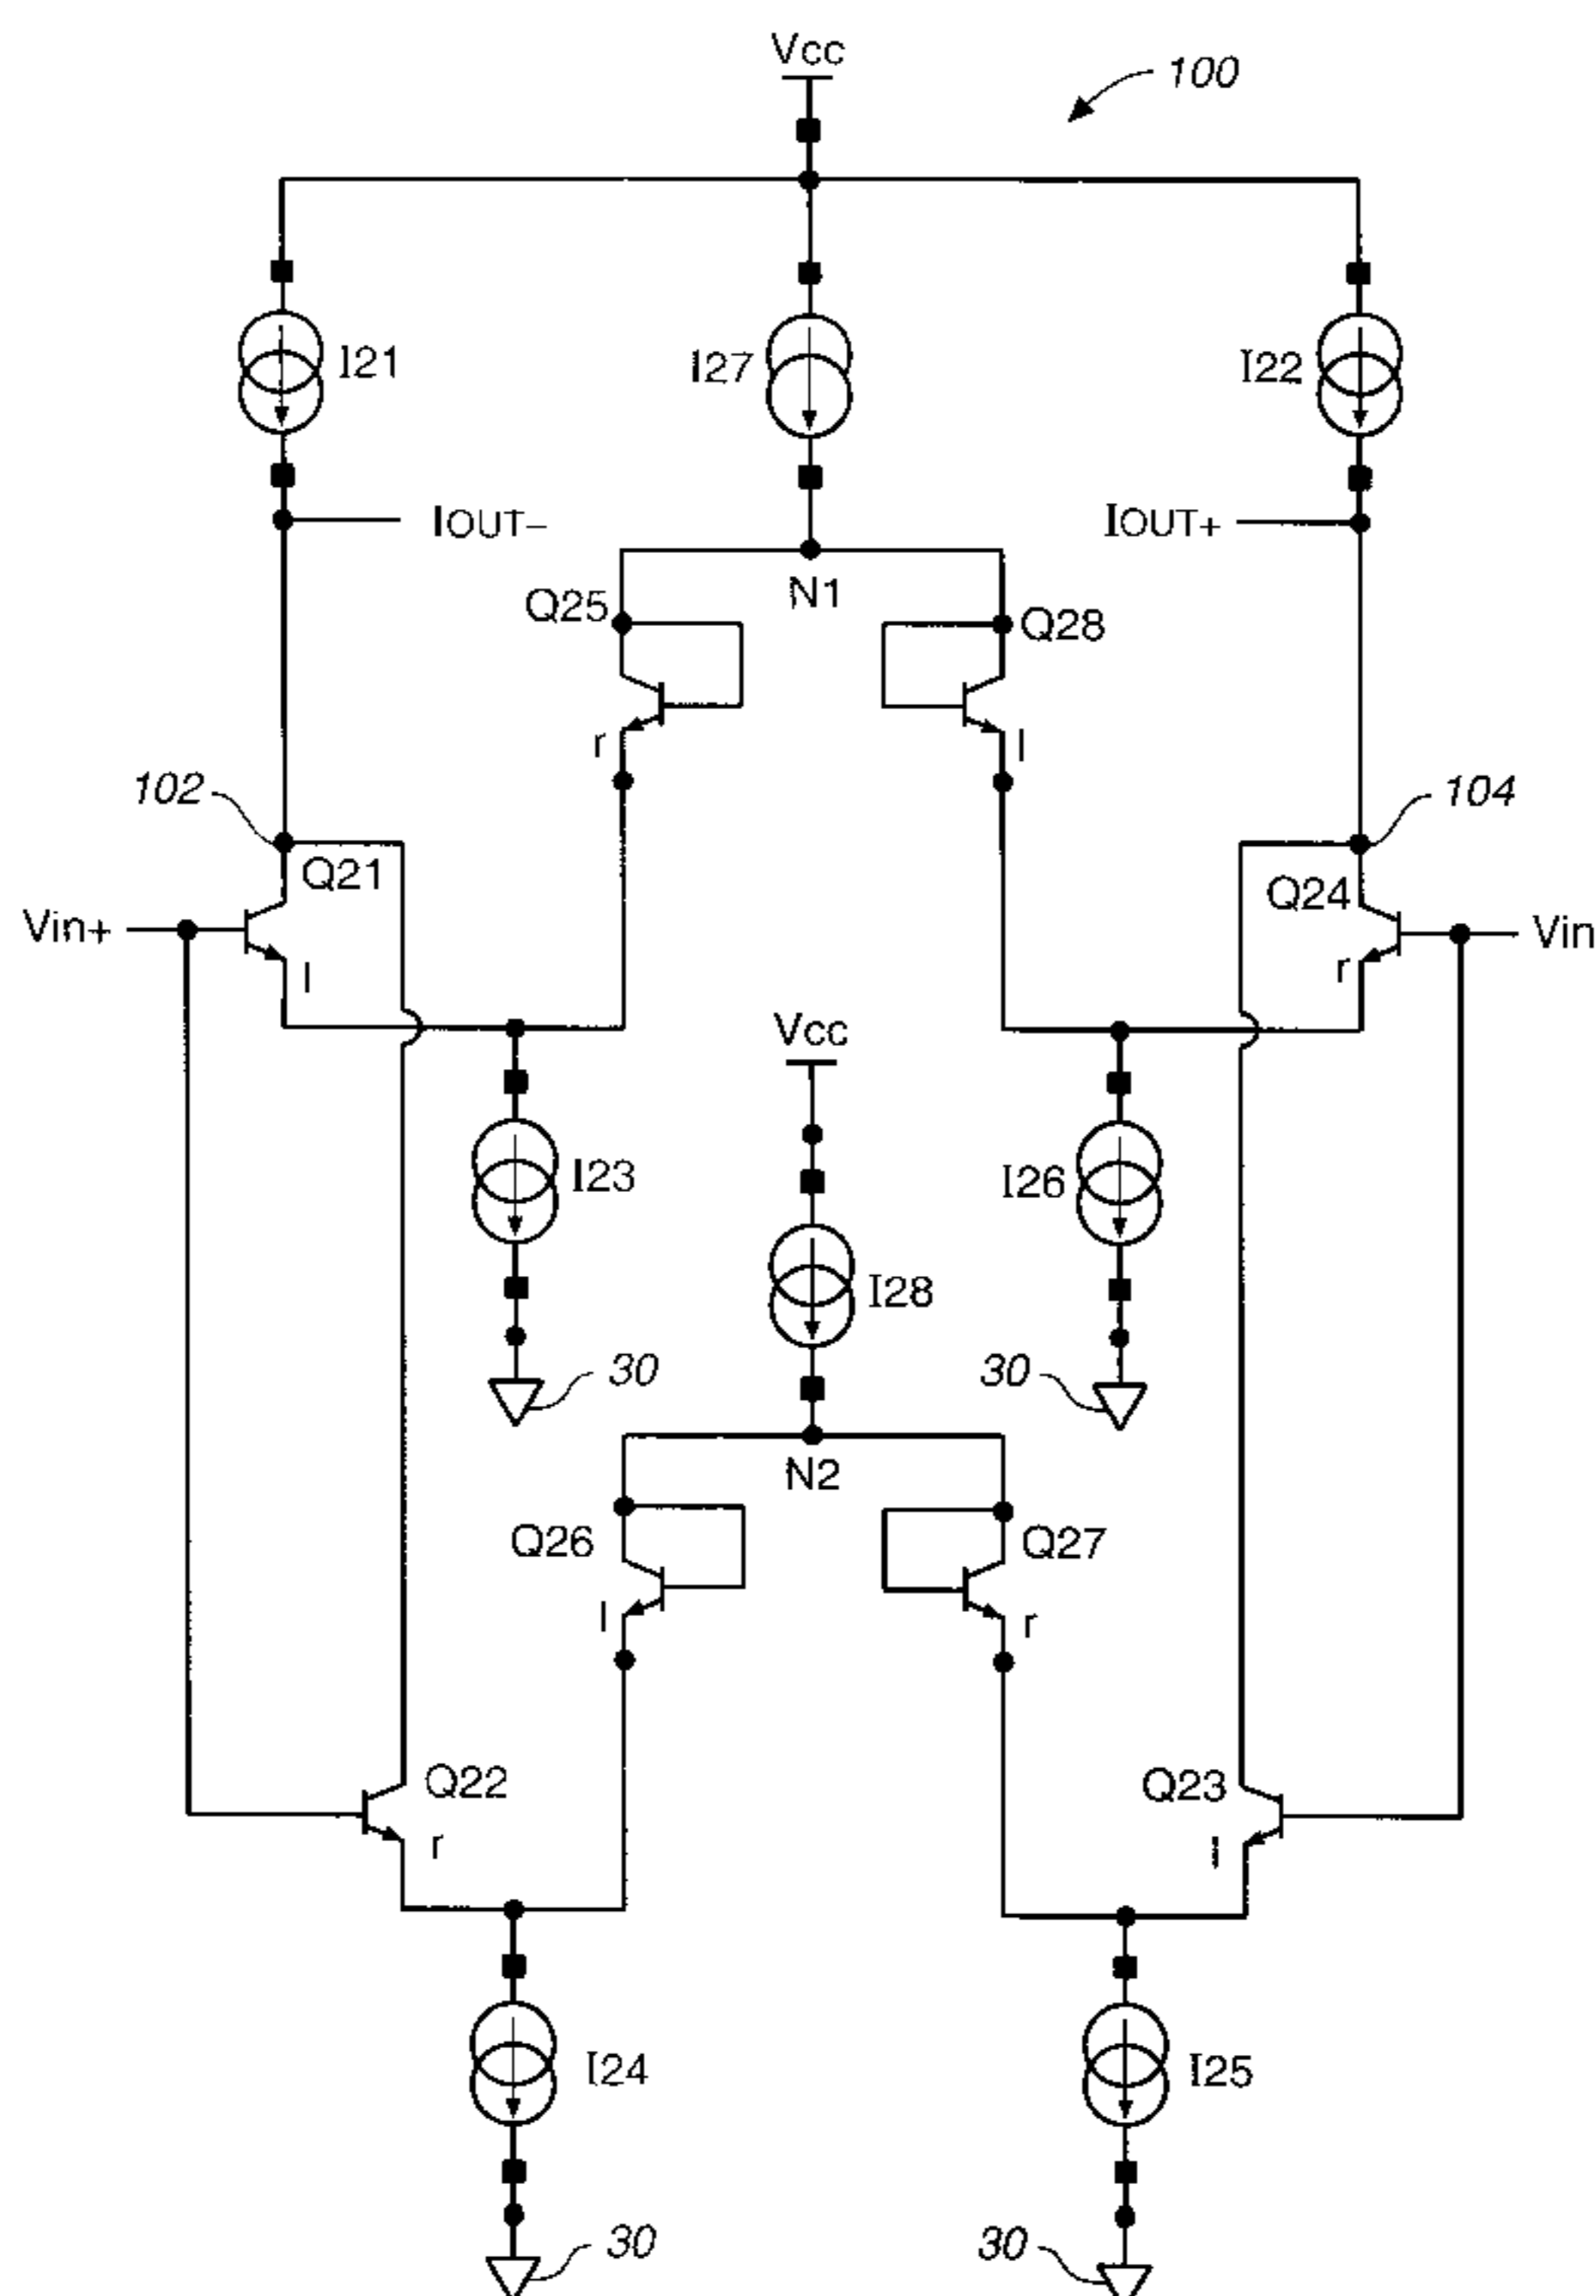 Vcc
100
I21
I27
I22
IOUT–
IOUT+
N1
Q25
Q28
r
l
102
104
Q21
Q24
Vin+
Vin
l
r
Vcc
I23
I26
I28
30
30
N2
Q26
Q27
l
r
Q22
Q23
r
l
I24
I25
30
30